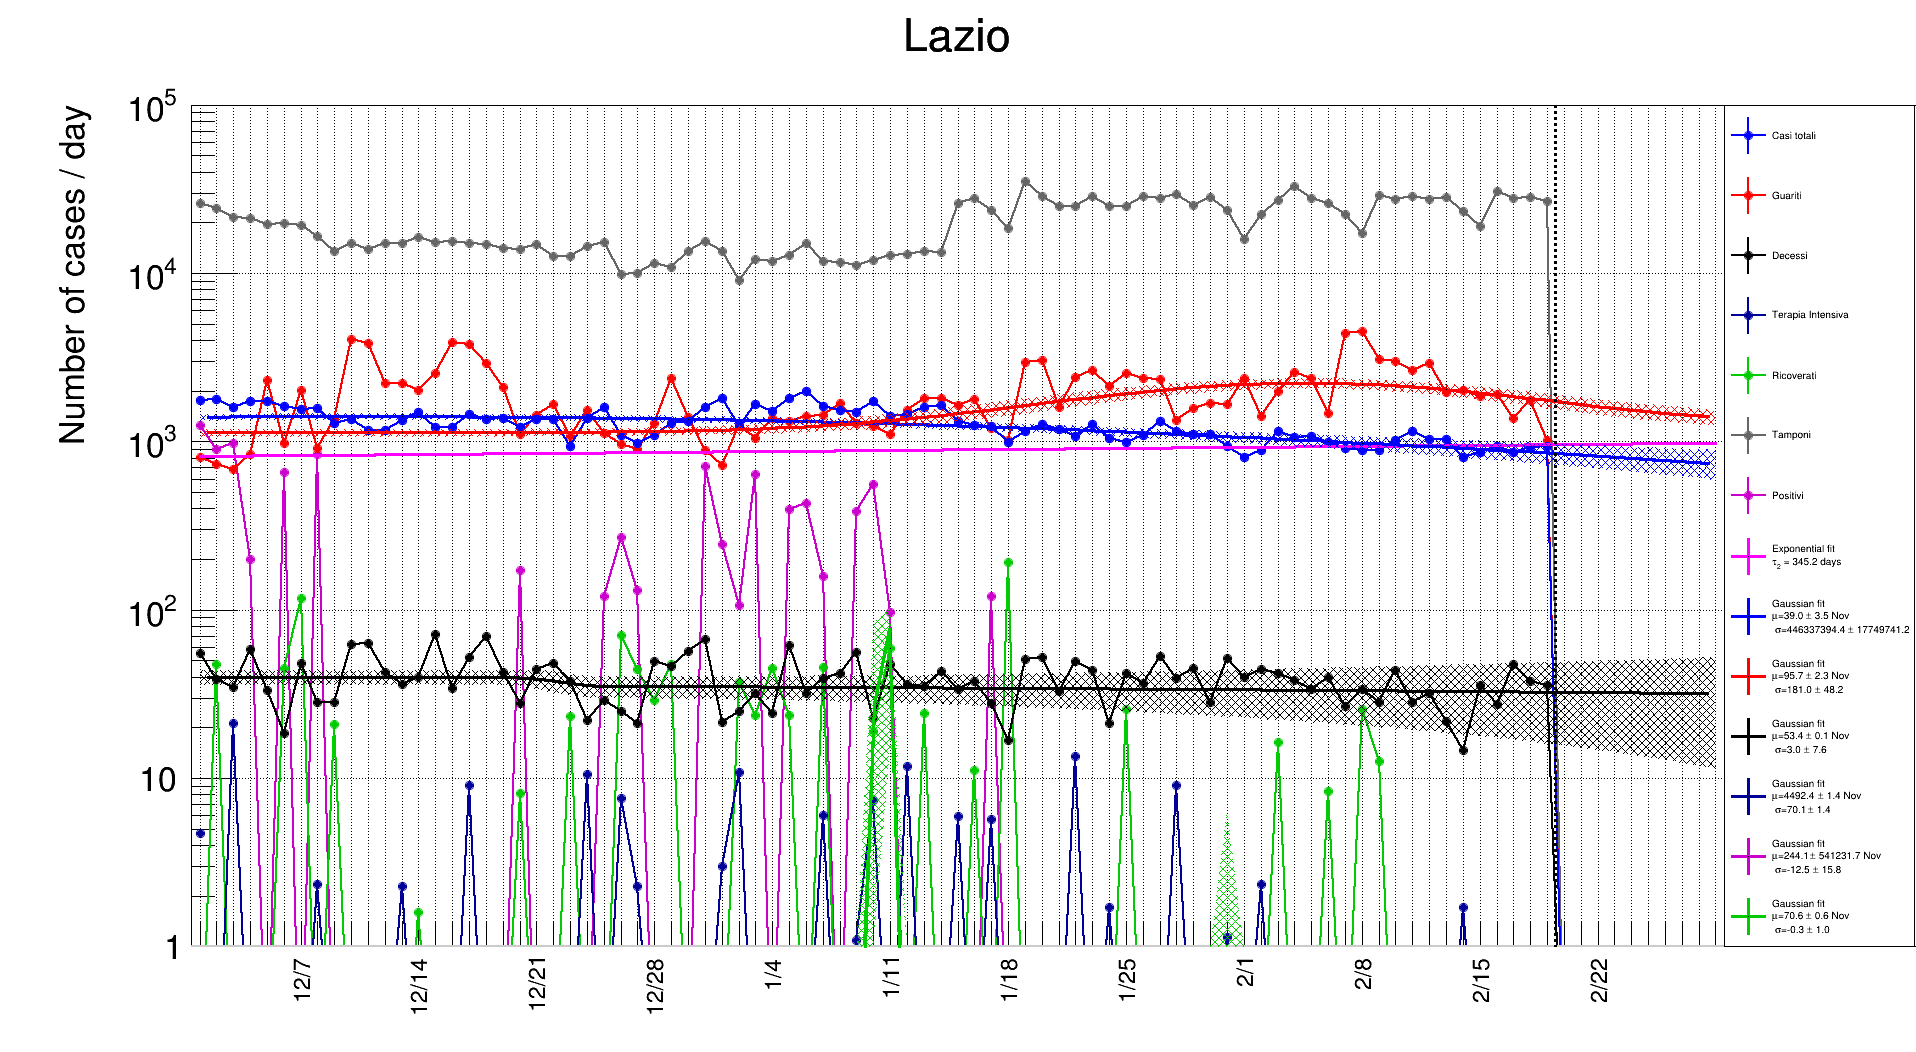 Lazio
Number of cases / day
10^5
10^4
10^3
10^2
10
1
12/7
12/14
12/21
12/28
1/4
1/11
1/18
1/25
2/1
2/8
2/15
2/22
Casi totali
Guariti
Decessi
Terapia Intensiva
Ricoverati
Tamponi
Positivi
Exponential fit
τ_2 = 345.2 days
Gaussian fit
μ=39.0 ± 3.5 Nov
σ=446337394.4 ± 17749741.2
Gaussian fit
μ=95.7 ± 2.3 Nov
σ=181.0 ± 48.2
Gaussian fit
μ=53.4 ± 0.1 Nov
σ=3.0 ± 7.6
Gaussian fit
μ=4492.4 ± 1.4 Nov
σ=70.1 ± 1.4
Gaussian fit
μ=244.1 ± 541231.7 Nov
σ=-12.5 ± 15.8
Gaussian fit
μ=70.6 ± 0.6 Nov
σ=-0.3 ± 1.0